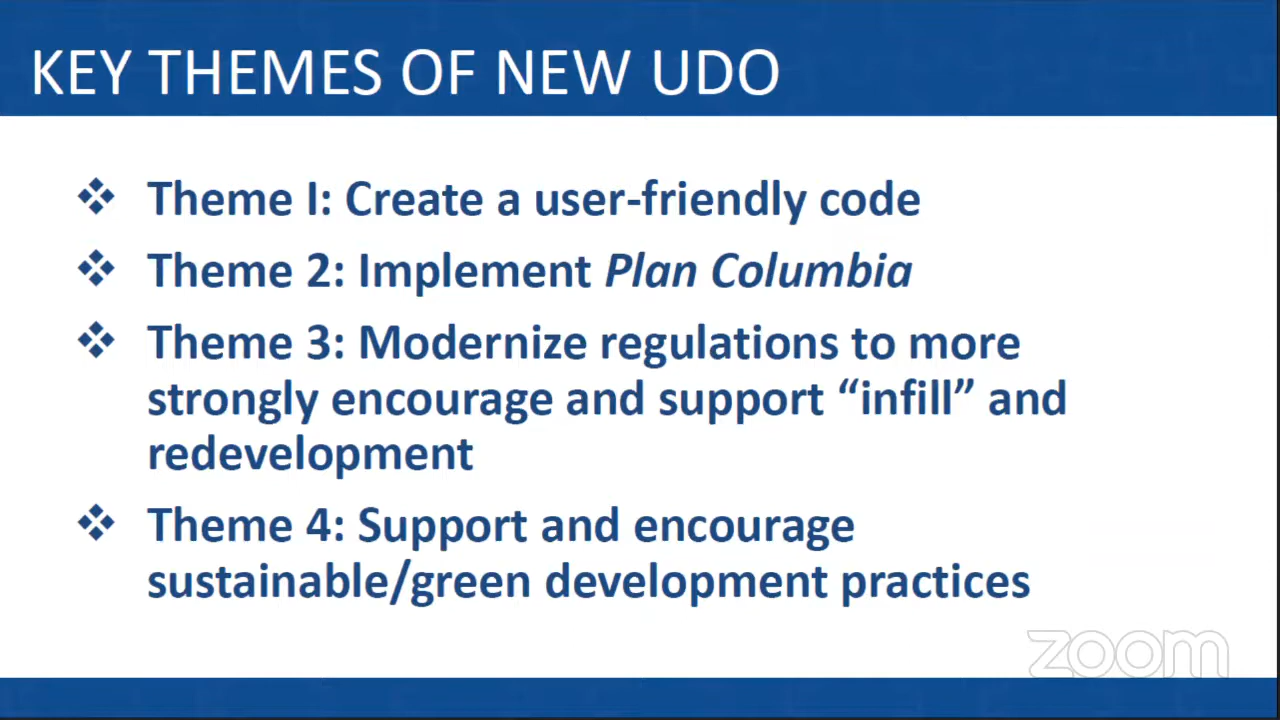 KEY THEMES OF NEW UDO
❖ Theme I: Create a user-friendly code
❖ Theme 2: Implement Plan Columbia
❖ Theme 3: Modernize regulations to more
strongly encourage and support “infill” and
redevelopment
❖ Theme 4: Support and encourage
sustainable/green development practices
zoom